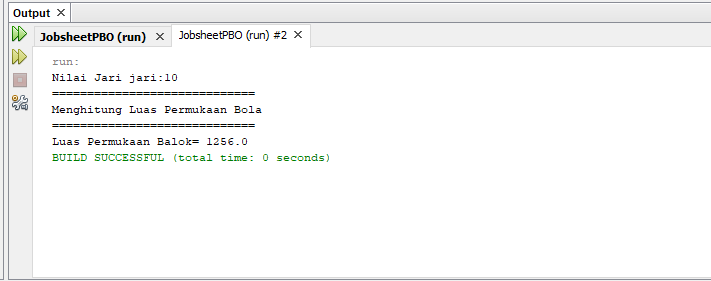 Output
JobsheetPBO (run) JobsheetPBO (run) #2
run:
Nilai Jari jari:10
=============================
Menghitung Luas Permukaan Bola
=============================
Luas Permukaan Balok= 1256.0
BUILD SUCCESSFUL (total time: 0 seconds)